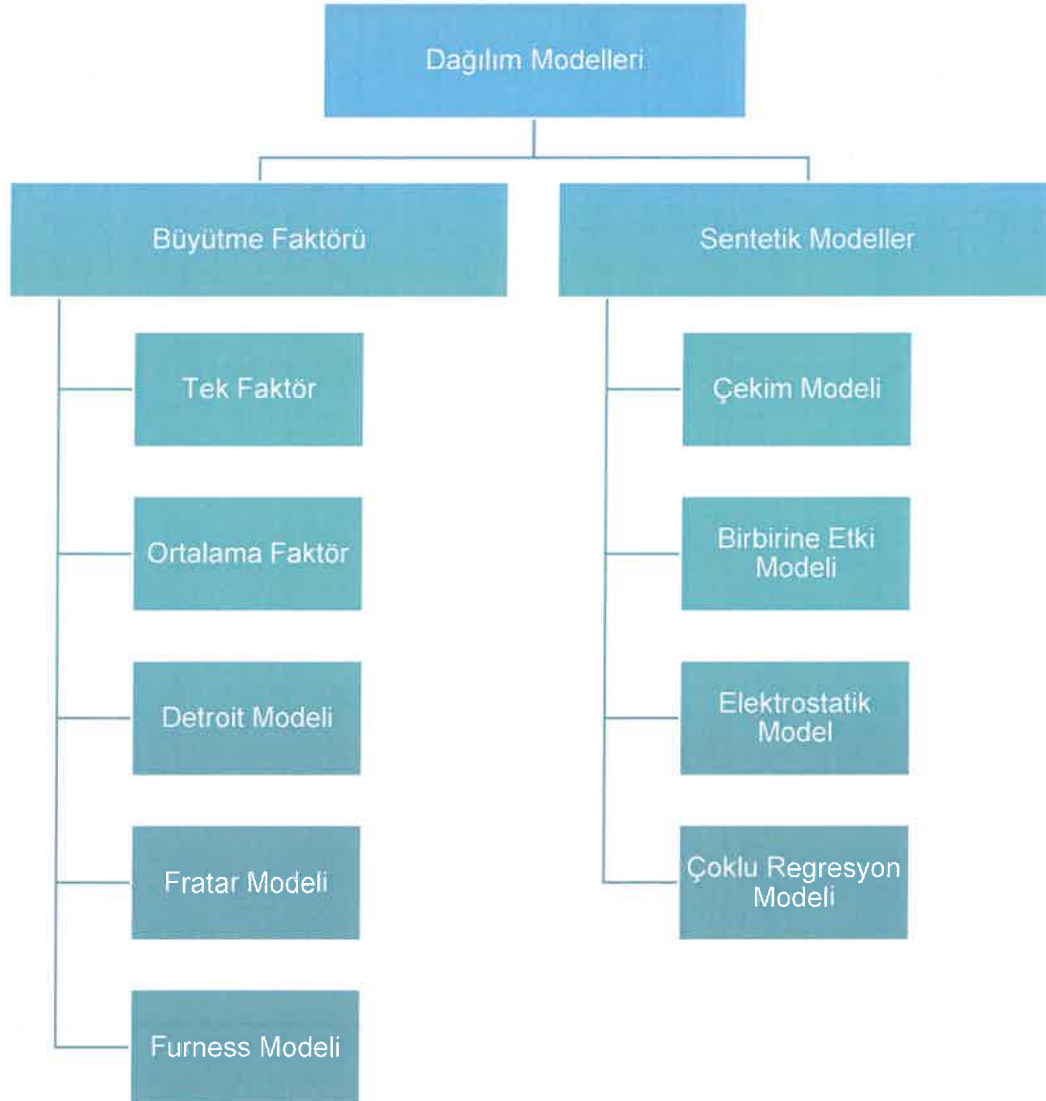 Dağılım Modelleri
Büyütme Faktörü
Sentetik Modeller
Tek Faktör
Ortalama Faktör
Detroit Modeli
Fratar Modeli
Furness Modeli
Çekim Modeli
Birbirine Etki
Modeli
Elektrostatik
Model
Çoklu Regresyon
Modeli